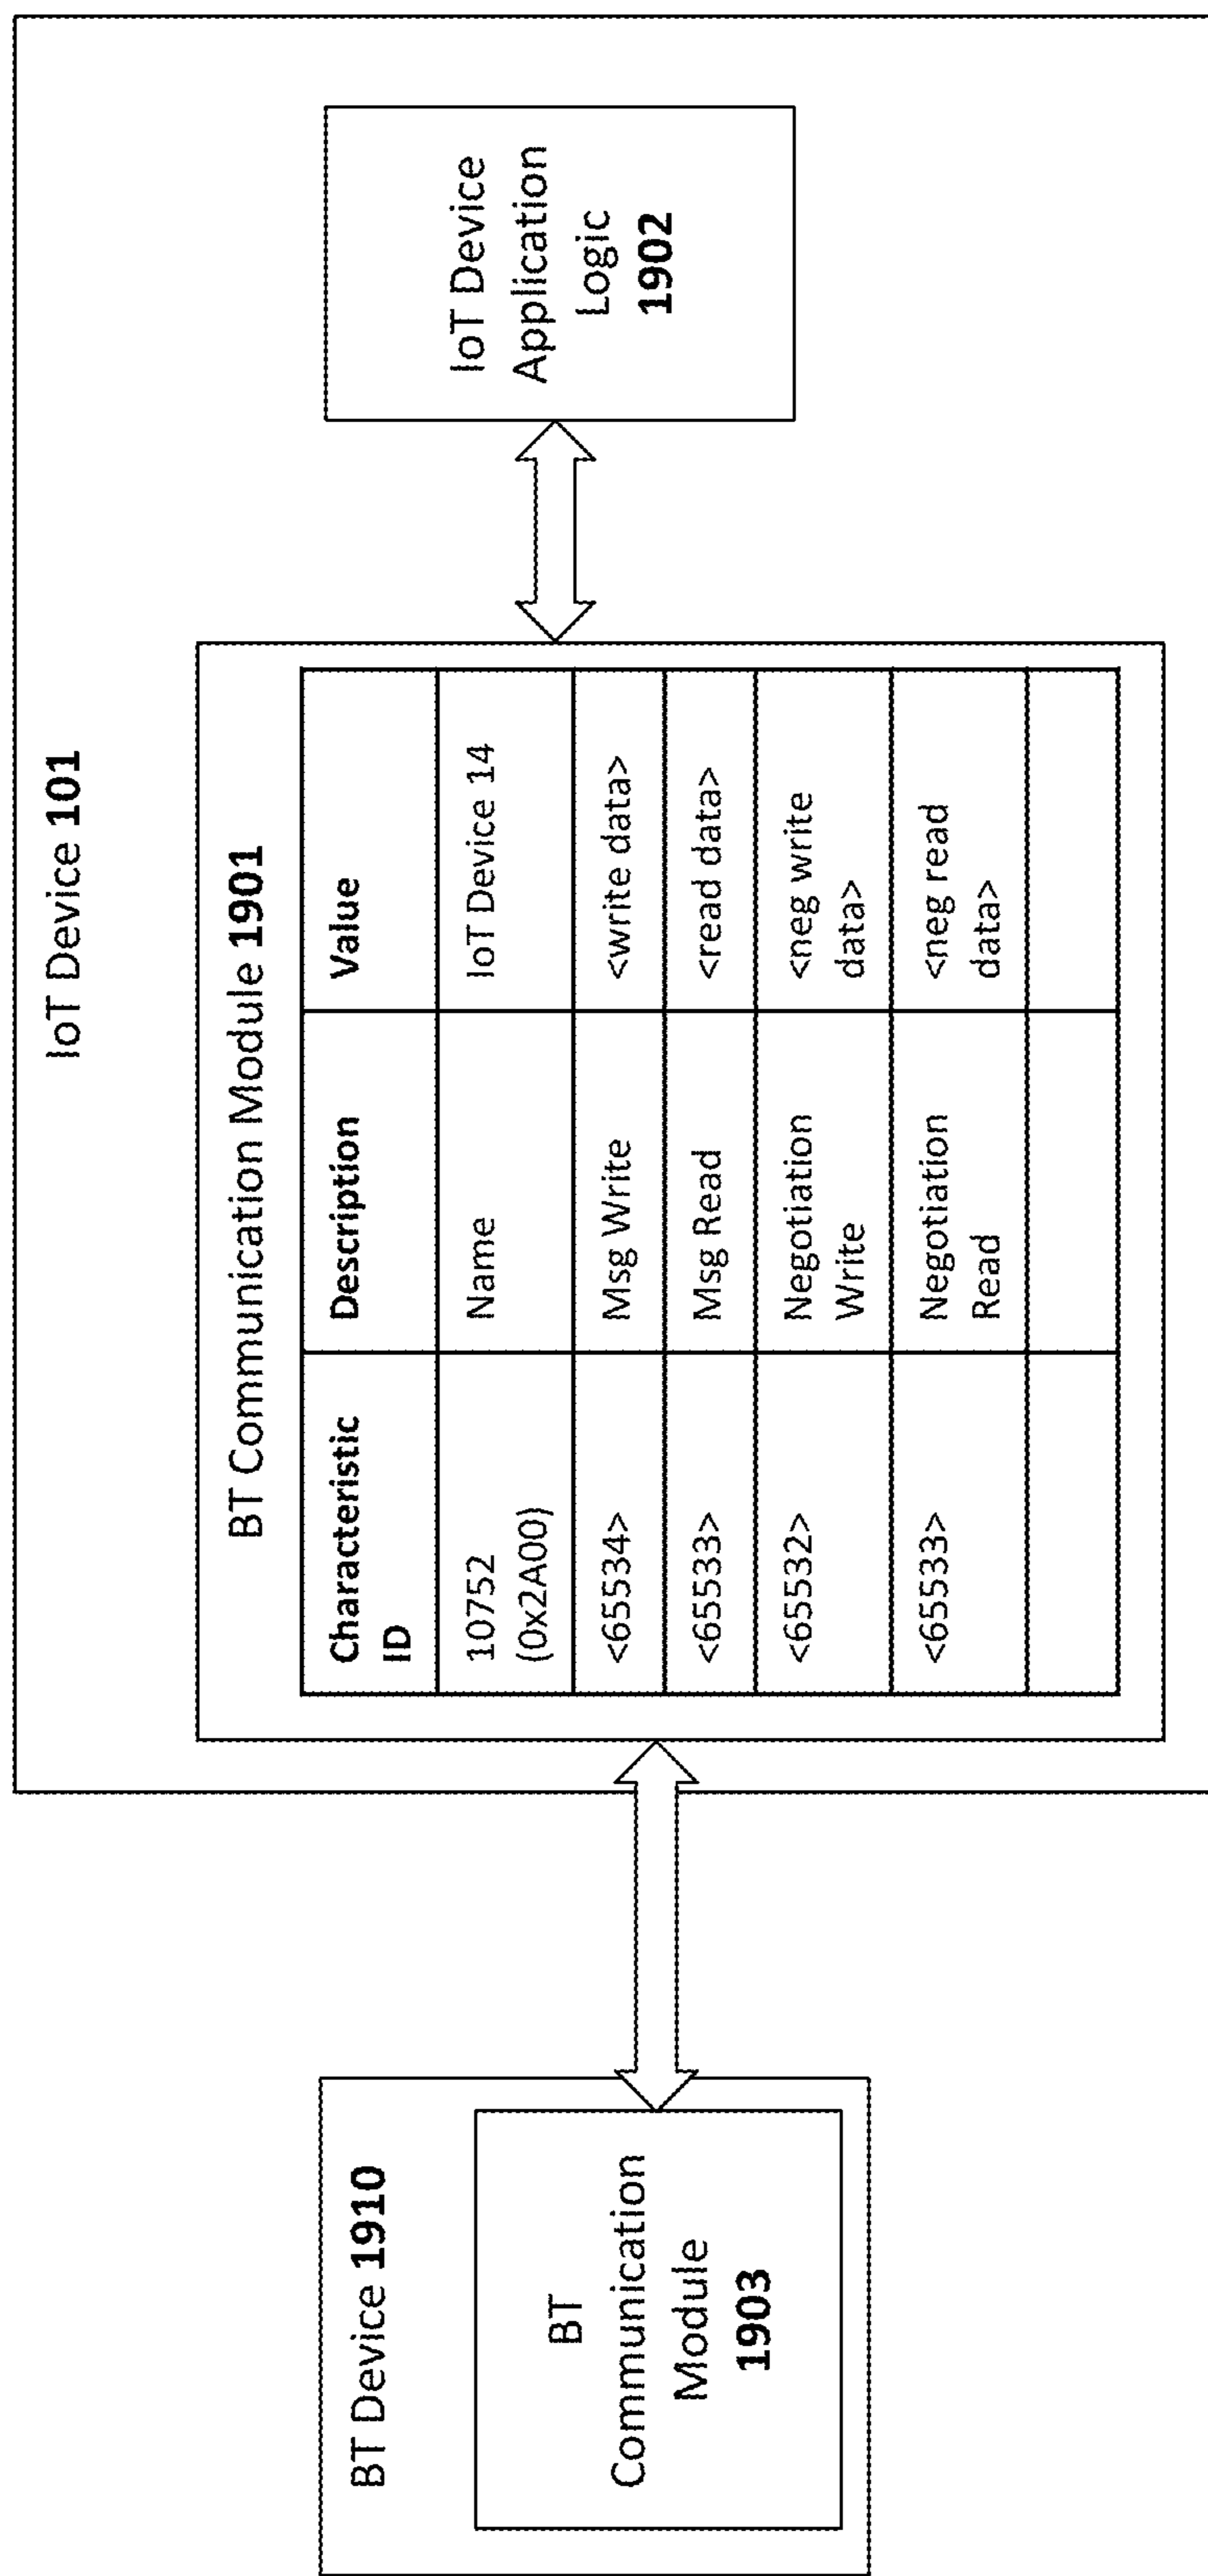 IoT Device 101
BT Device 1910
BT
Communication
Module
1903
BT Communication Module 1901
Characteristic
ID
Description
Value
10752
(0x2A00)
Name
IoT Device 14
<65534>
Msg Write
<write data>
<65533>
Msg Read
<read data>
<65532>
Negotiation
Write
<neg write
data>
<65533>
Negotiation
Read
<neg read
data>
IoT Device
Application
Logic
1902